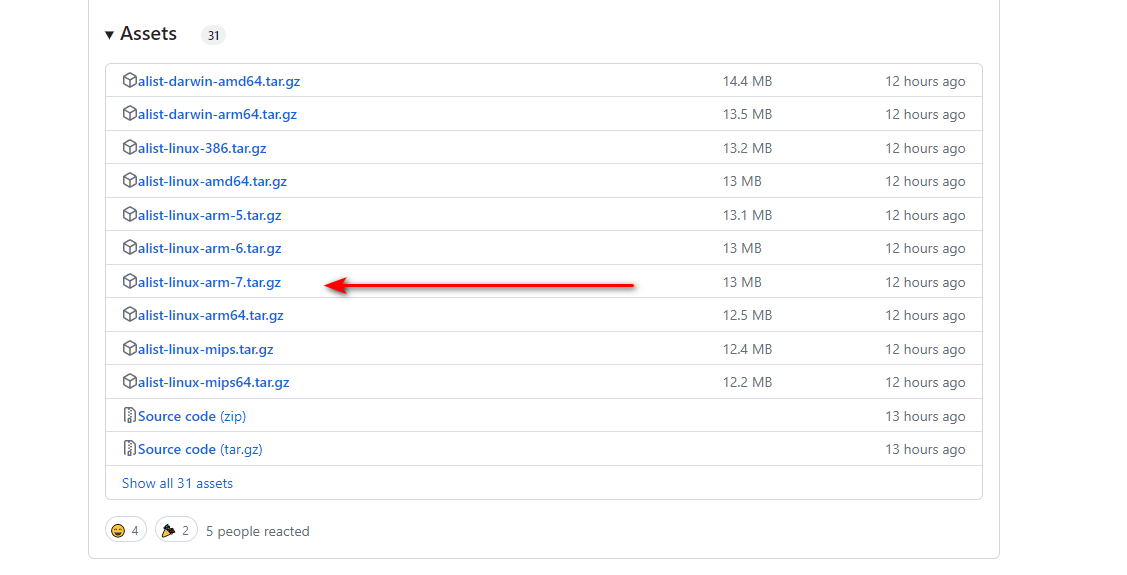 Assets 31
alist-darwin-amd64.tar.gz 14.4 MB 12 hours ago
alist-darwin-arm64.tar.gz 13.5 MB 12 hours ago
alist-linux-386.tar.gz 13.2 MB 12 hours ago
alist-linux-amd64.tar.gz 13 MB 12 hours ago
alist-linux-arm-5.tar.gz 13.1 MB 12 hours ago
alist-linux-arm-6.tar.gz 13 MB 12 hours ago
alist-linux-arm-7.tar.gz 13 MB 12 hours ago
alist-linux-arm64.tar.gz 12.5 MB 12 hours ago
alist-linux-mips.tar.gz 12.4 MB 12 hours ago
alist-linux-mips64.tar.gz 12.2 MB 12 hours ago
Source code (zip) 13 hours ago
Source code (tar.gz) 13 hours ago
Show all 31 assets
4 2 5 people reacted